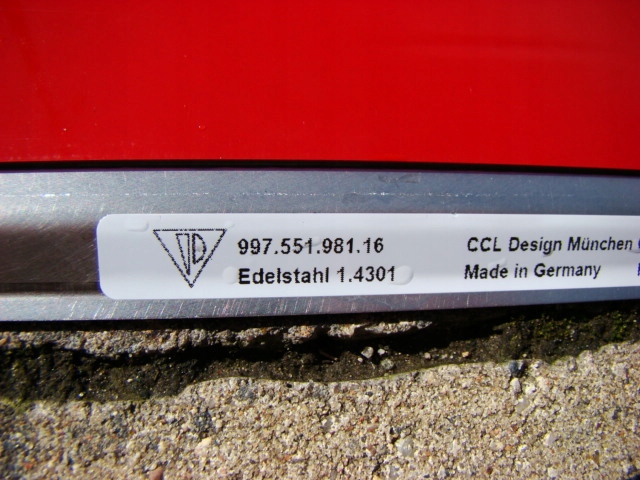 997.551.981.16 CCL Design München
Edelstahl 1.4301 Made in Germany